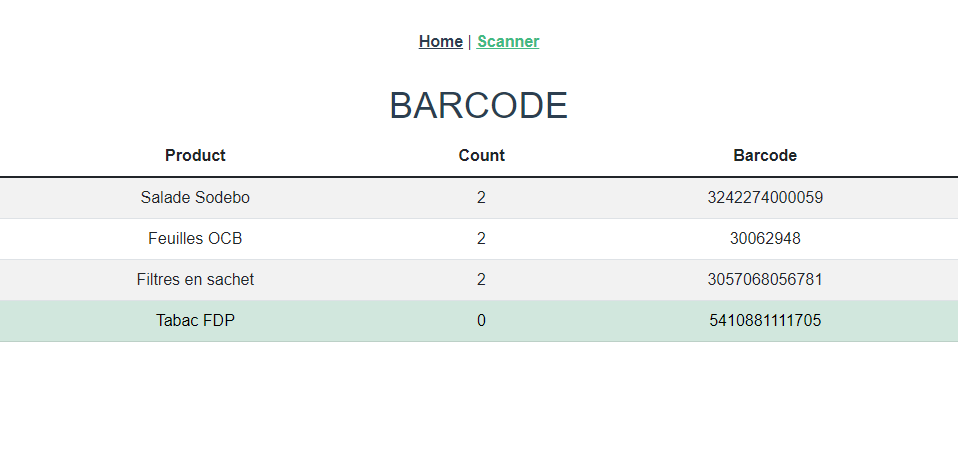 Home | Scanner
BARCODE
Product Count Barcode
Salade Sodebo 2 3242274000059
Feuilles OCB 2 30062948
Filtres en sachet 2 3057068056781
Tabac FDP 0 5410881111705